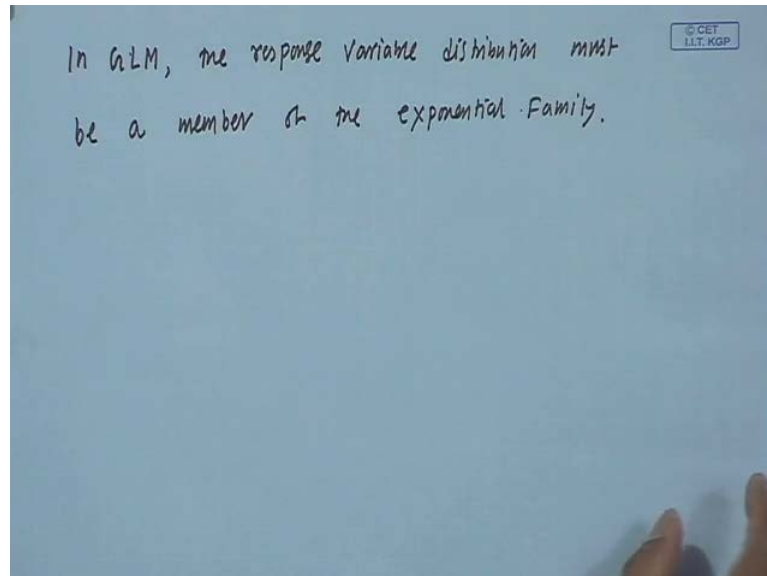 In GLM, the response variable distribution must
© CET
I.I.T. KGP
be a member of the exponential Family.